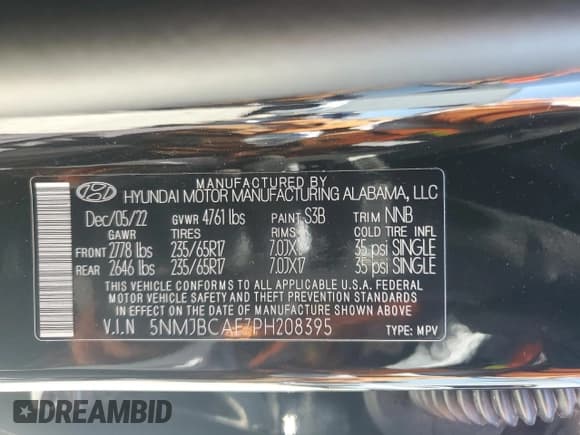 MANUFACTURED BY
HYUNDAI MOTOR MANUFACTURING ALABAMA, LLC
Dec/05/22 GVWR 4761 lbs PAINT S3B TRIM NNB
GAWR TIRES RIMS COLD TIRE INFL
FRONT 2778 lbs 235/65R17 7.0JX17 35 psi SINGLE
REAR 2646 lbs 235/65R17 7.0JX17 35 psi SINGLE
THIS VEHICLE CONFORMS TO ALL APPLICABLE U.S.A. FEDERAL
MOTOR VEHICLE SAFETY AND THEFT PREVENTION STANDARDS
IN EFFECT ON THE DATE OF MANUFACTURE SHOWN ABOVE.
V.I.N 5NMJBCAE7PH208395 TYPE: MPV
DREAMBID